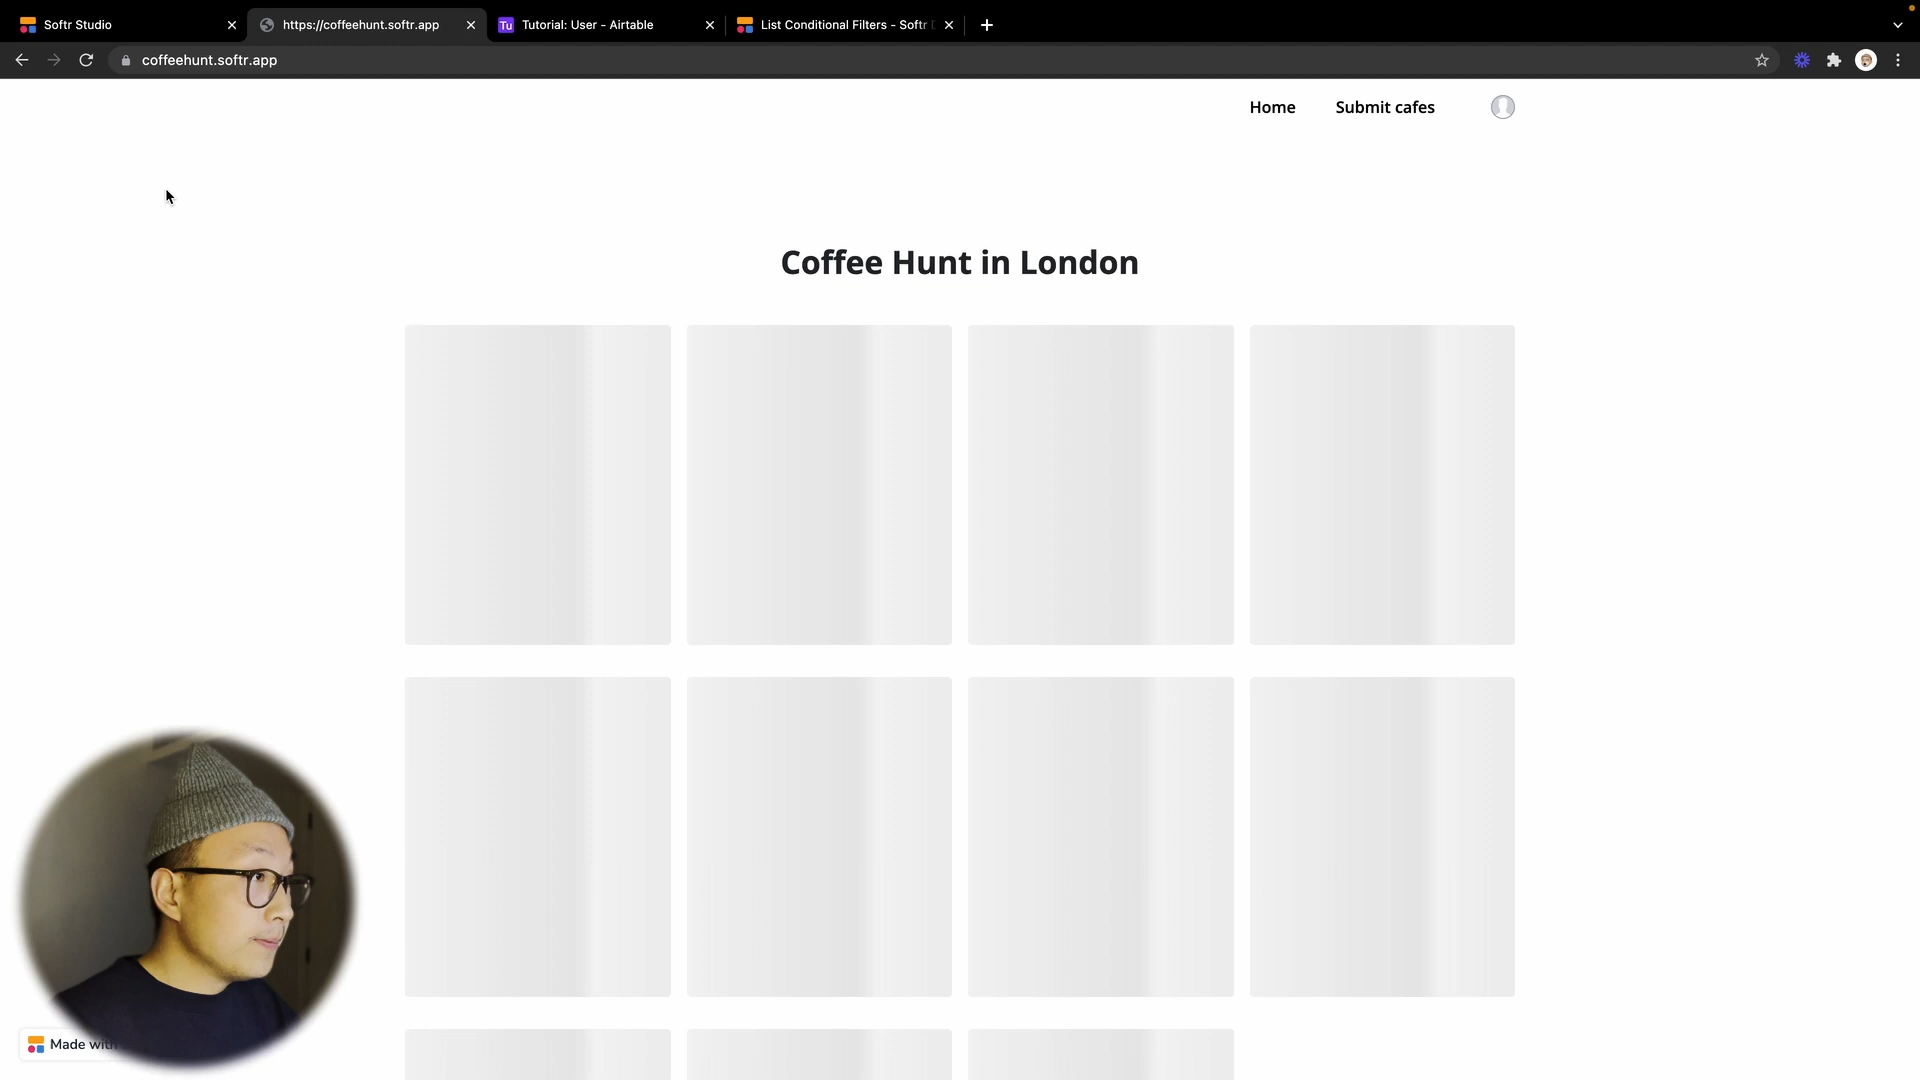 Softr Studio
https://coffeehunt.softr.app
Tu
Tutorial: User - Airtable
List Conditional Filters - Softr
coffeehunt.softr.app
Home
Submit cafes
Coffee Hunt in London
Made with